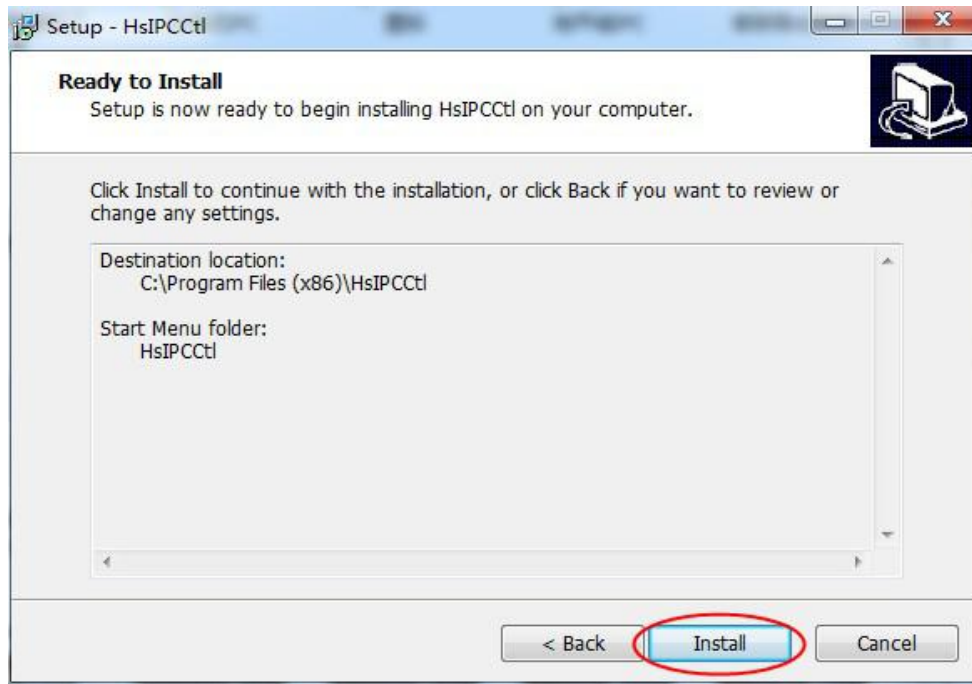 Setup - HsIPCCtl
Ready to Install
Setup is now ready to begin installing HsIPCCtl on your computer.
Click Install to continue with the installation, or click Back if you want to review or
change any settings.
Destination location:
C:\Program Files (x86)\HsIPCCtl
Start Menu folder:
HsIPCCtl
< Back
Install
Cancel